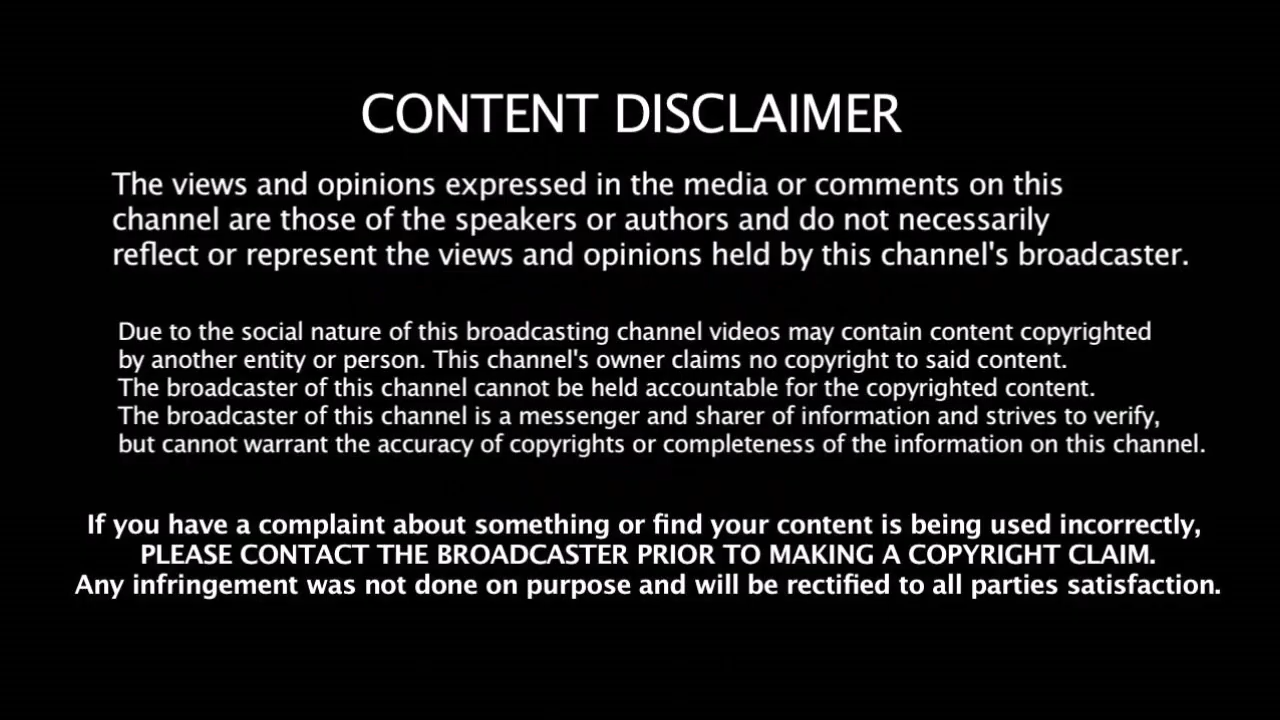 CONTENT DISCLAIMER
The views and opinions expressed in the media or comments on this
channel are those of the speakers or authors and do not necessarily
reflect or represent the views and opinions held by this channel's broadcaster.
Due to the social nature of this broadcasting channel videos may contain content copyrighted
by another entity or person. This channel's owner claims no copyright to said content.
The broadcaster of this channel cannot be held accountable for the copyrighted content.
The broadcaster of this channel is a messenger and sharer of information and strives to verify,
but cannot warrant the accuracy of copyrights or completeness of the information on this channel.
If you have a complaint about something or find your content is being used incorrectly,
PLEASE CONTACT THE BROADCASTER PRIOR TO MAKING A COPYRIGHT CLAIM.
Any infringement was not done on purpose and will be rectified to all parties satisfaction.